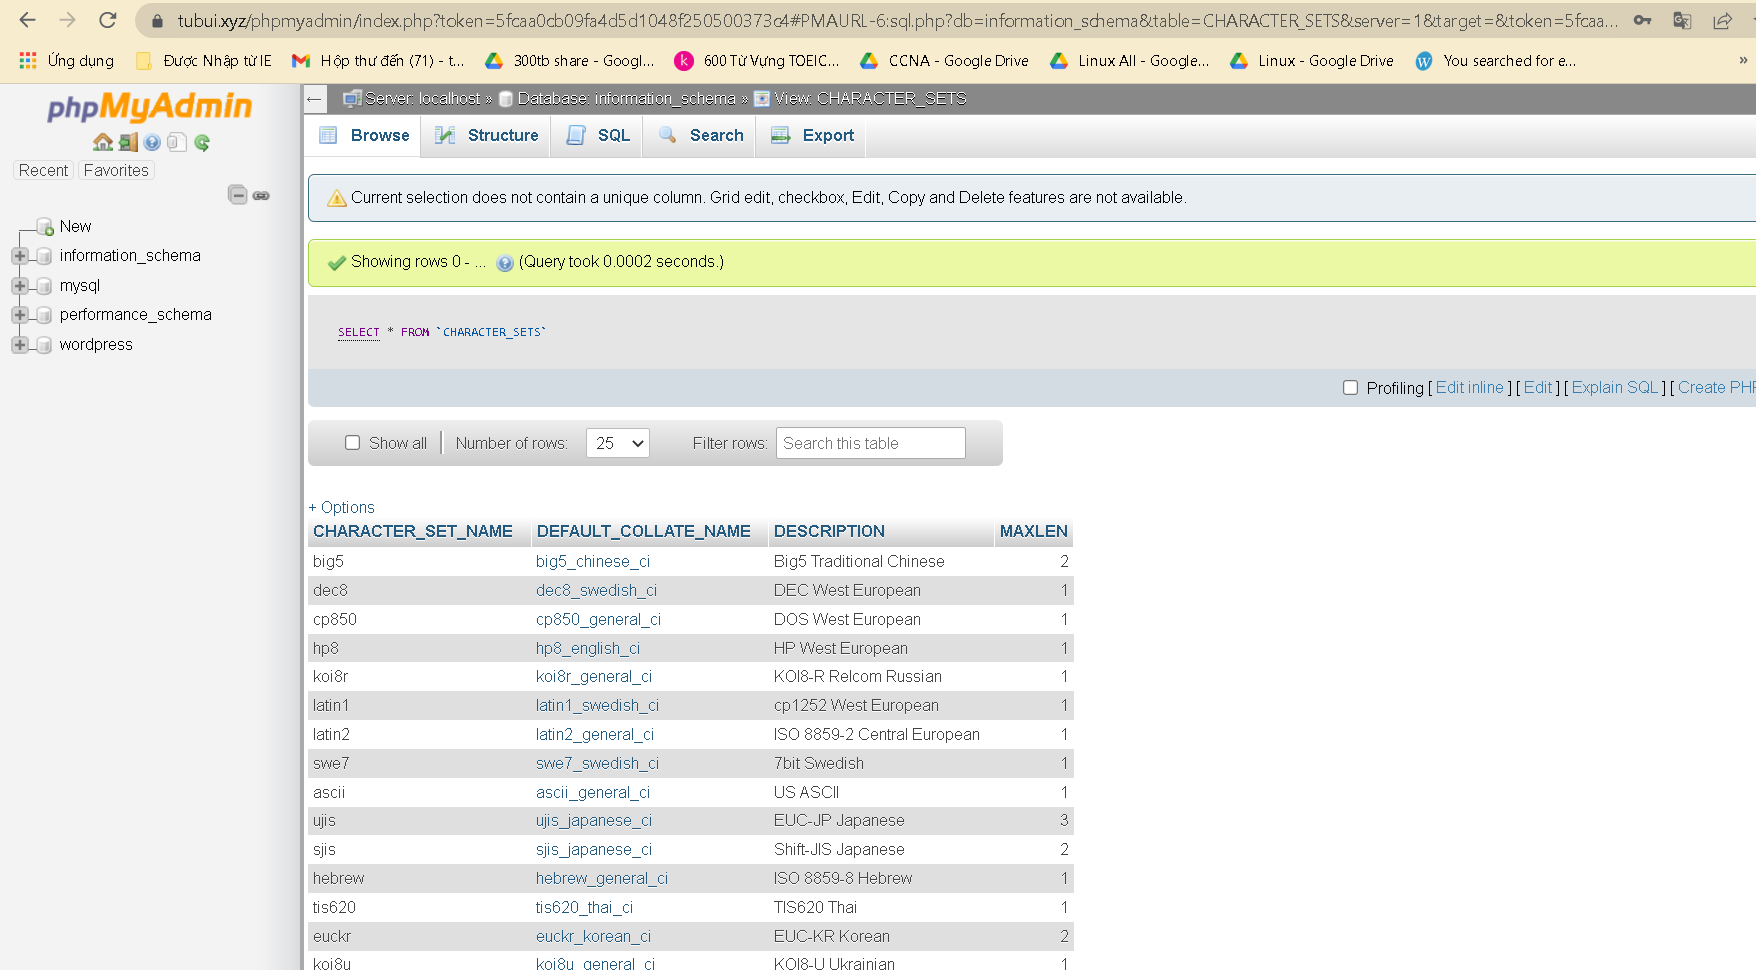 tubui.xyz/phpmyadmin/index.php?token=5fcaa0cb09fa4d5d1048f250500373c4#PMAURL-6:sql.php?db=information_schema&table=CHARACTER_SETS&server=1&target=&token=5fcaa...
Ứng dụng Được Nhập từ IE Hộp thư đến (71) - t... 300tb share - Googl... 600 Từ Vựng TOEIC... CCNA - Google Drive Linux All - Google... Linux - Google Drive You searched for e... »
phpMyAdmin
Recent Favorites
New
information_schema
mysql
performance_schema
wordpress
Server: localhost » Database: information_schema » View: CHARACTER_SETS
Browse Structure SQL Search Export
Current selection does not contain a unique column. Grid edit, checkbox, Edit, Copy and Delete features are not available.
Showing rows 0 - ... (Query took 0.0002 seconds.)
SELECT * FROM `CHARACTER_SETS`
Profiling [ Edit inline ] [ Edit ] [ Explain SQL ] [ Create PHP
Show all Number of rows: 25 Filter rows: Search this table
+ Options
CHARACTER_SET_NAME DEFAULT_COLLATE_NAME DESCRIPTION MAXLEN
big5 big5_chinese_ci Big5 Traditional Chinese 2
dec8 dec8_swedish_ci DEC West European 1
cp850 cp850_general_ci DOS West European 1
hp8 hp8_english_ci HP West European 1
koi8r koi8r_general_ci KOI8-R Relcom Russian 1
latin1 latin1_swedish_ci cp1252 West European 1
latin2 latin2_general_ci ISO 8859-2 Central European 1
swe7 swe7_swedish_ci 7bit Swedish 1
ascii ascii_general_ci US ASCII 1
ujis ujis_japanese_ci EUC-JP Japanese 3
sjis sjis_japanese_ci Shift-JIS Japanese 2
hebrew hebrew_general_ci ISO 8859-8 Hebrew 1
tis620 tis620_thai_ci TIS620 Thai 1
euckr euckr_korean_ci EUC-KR Korean 2
koi8u koi8u_general_ci KOI8-U Ukrainian 1